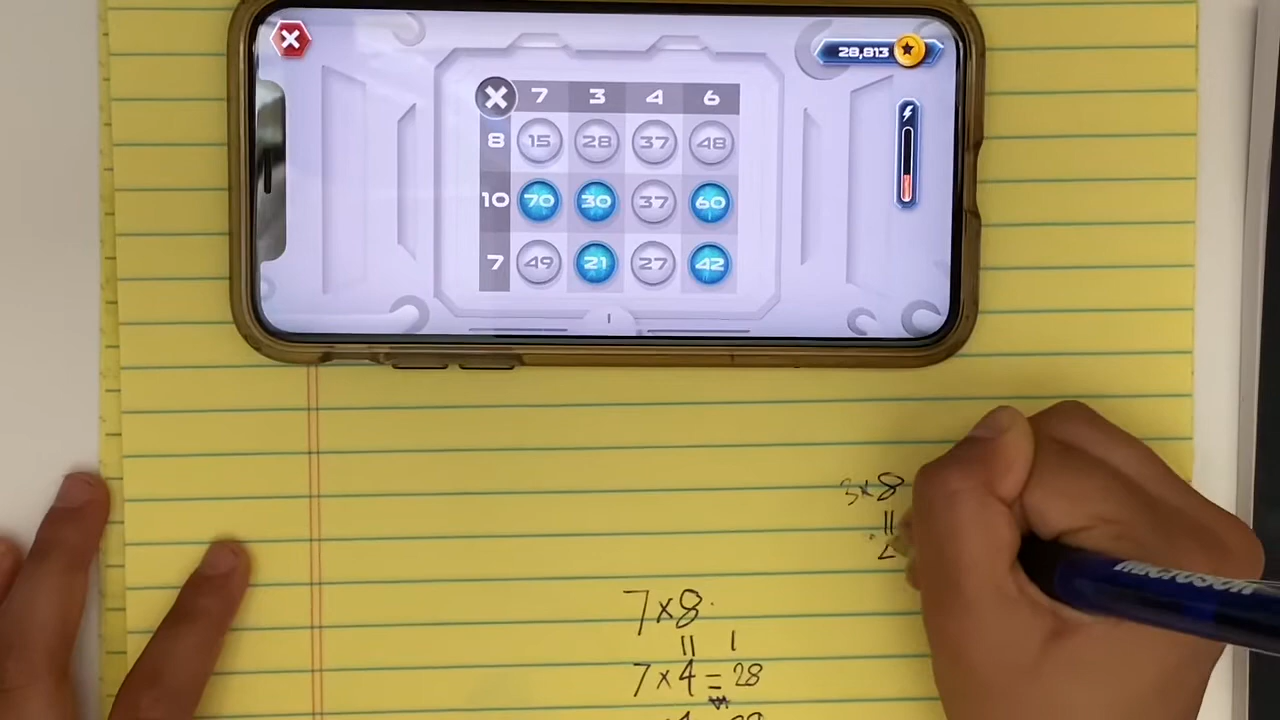 28,813
× 7 3 4 6
8 15 28 37 48
10 70 30 37 60
7 49 21 27 42
3×8
||
7×8
|| |
7×4=28
Microsoft